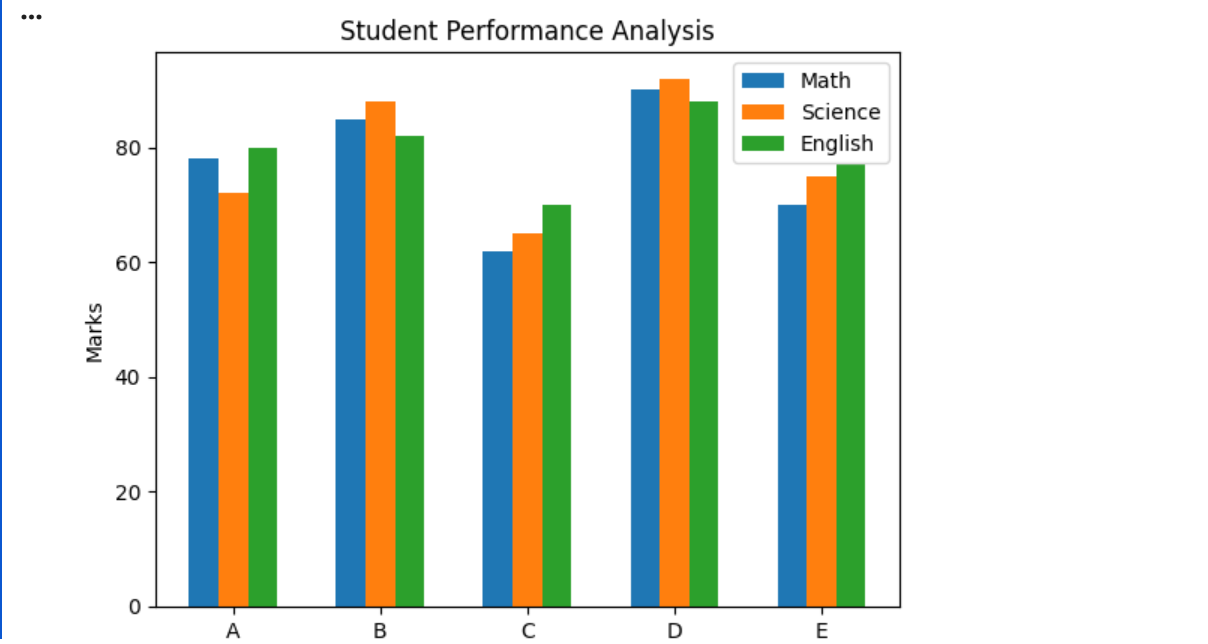 Student Performance Analysis
Math
Science
English
80
60
40
20
0
Marks
A B C D E